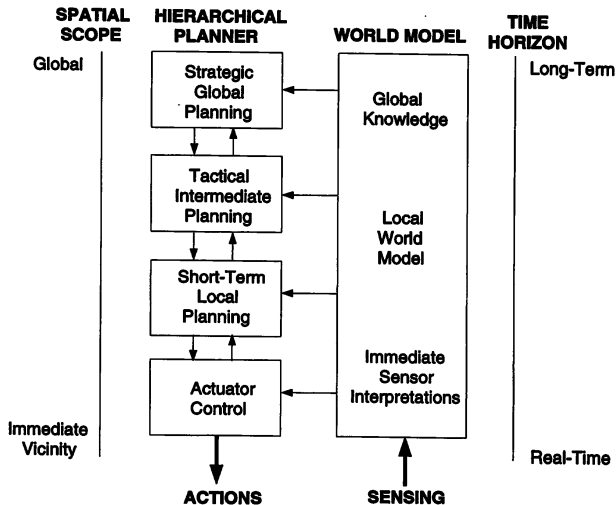 SPATIAL
SCOPE
HIERARCHICAL
PLANNER
WORLD MODEL
TIME
HORIZON
Global
Strategic
Global
Planning
Global
Knowledge
Long-Term
Tactical
Intermediate
Planning
Local
World
Model
Short-Term
Local
Planning
Actuator
Control
Immediate
Sensor
Interpretations
Immediate
Vicinity
Real-Time
ACTIONS
SENSING